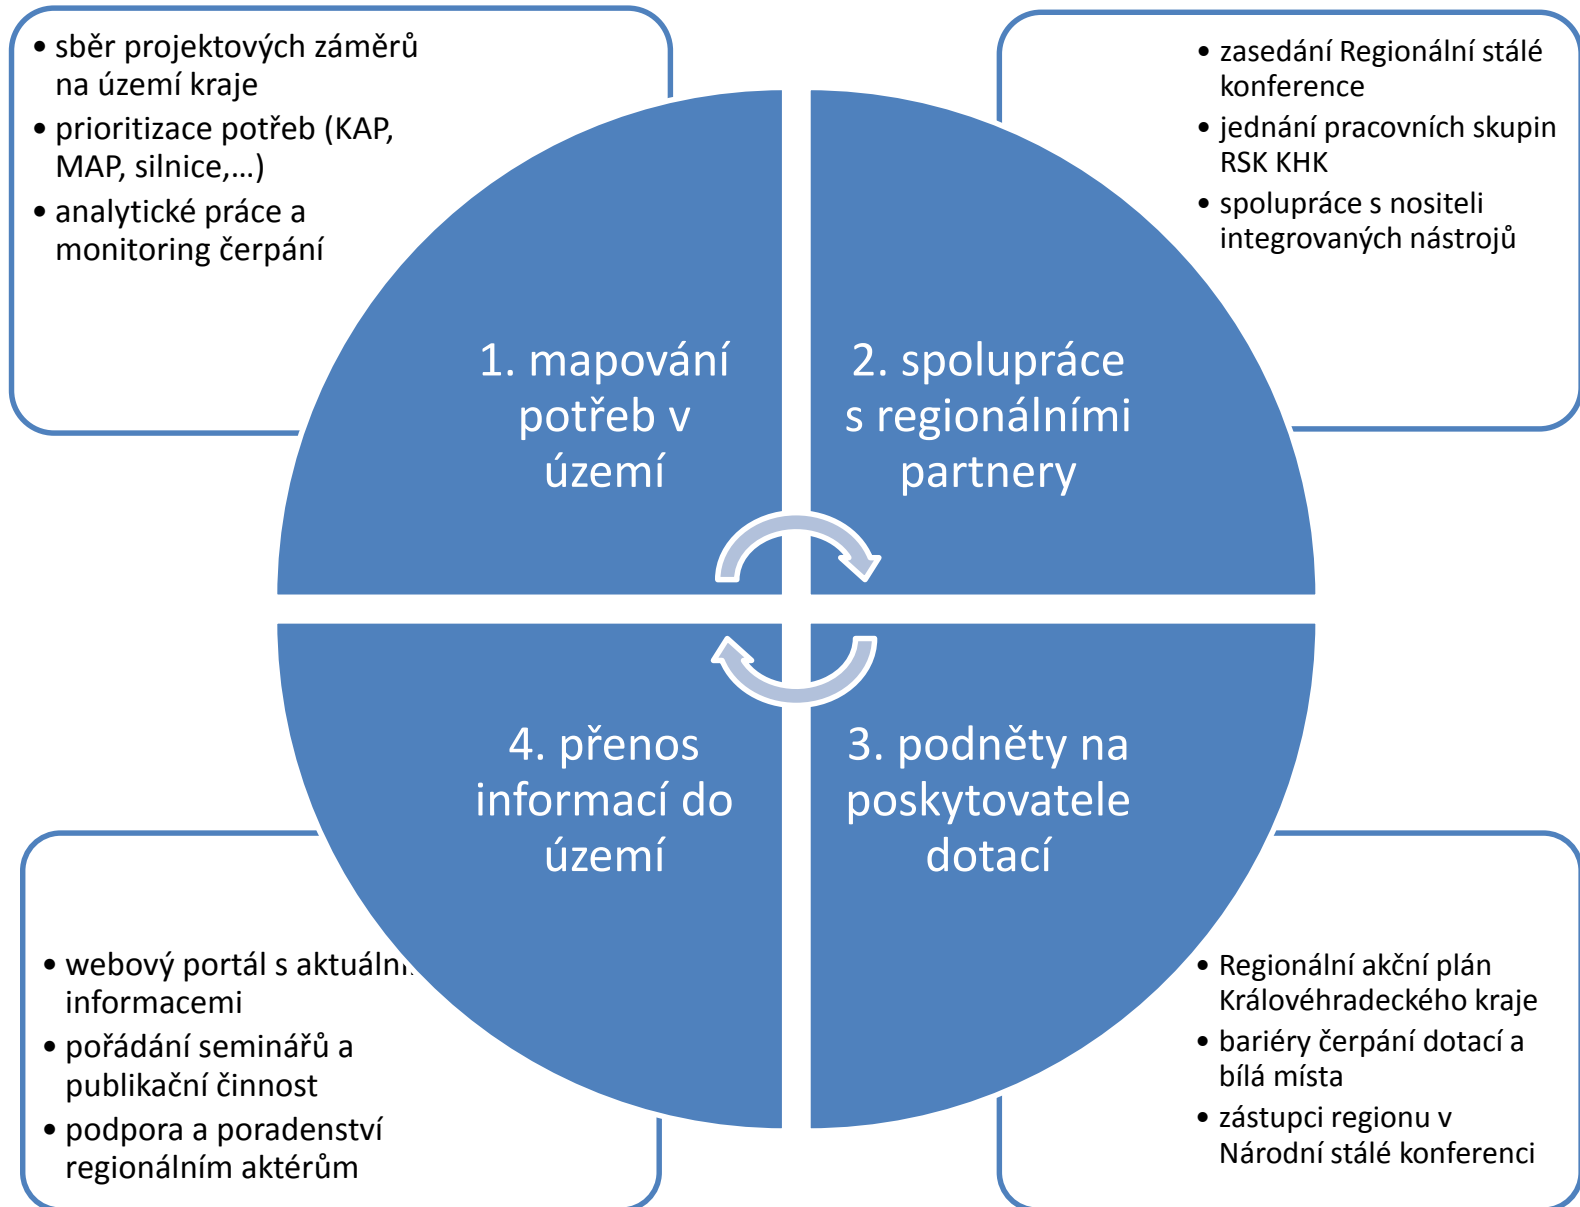 • sběr projektových záměrů
na území kraje
• prioritizace potřeb (KAP,
MAP, silnice,...)
• analytické práce a
monitoring čerpání
• zasedání Regionální stálé
konference
• jednání pracovních skupin
RSK KHK
• spolupráce s nositeli
integrovaných nástrojů
1. mapování
potřeb v
území
2. spolupráce
s regionálními
partnery
3. podněty na
poskytovatele
dotací
4. přenos
informací do
území
• webový portál s
informacemi
• pořádání seminářů a
publikační činnost
• podpora a poradenství
regionálním aktérům
• Regionální akční plán
Královéhradeckého kraje
• bariéry čerpání dotací a
bílá místa
• zástupci regionu v
Národní stálé konferenci